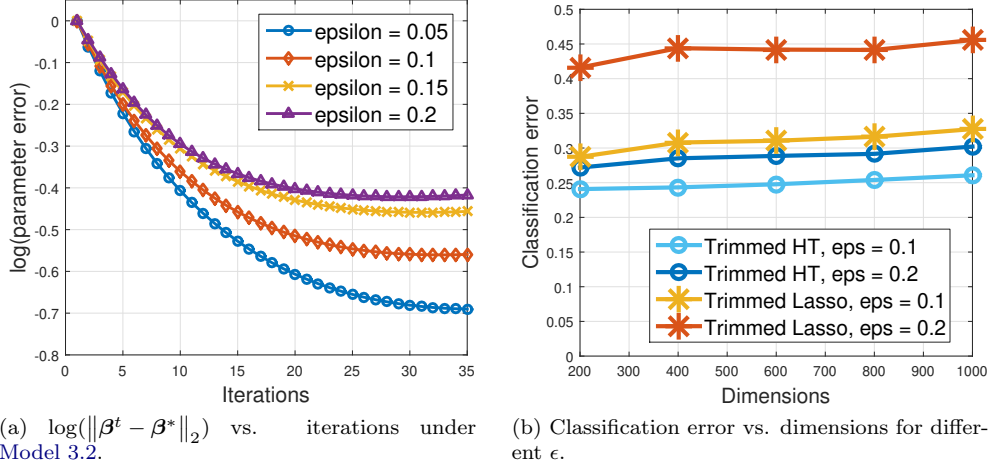 0
-0.1
-0.2
-0.3
-0.4
-0.5
-0.6
-0.7
-0.8
log(parameter error)
0 5 10 15 20 25 30 35
Iterations
epsilon = 0.05
epsilon = 0.1
epsilon = 0.15
epsilon = 0.2
(a) log(‖β^t − β*‖_2) vs. iterations under
Model 3.2.
0.5
0.45
0.4
0.35
0.3
0.25
0.2
0.15
0.1
0.05
0
Classification error
200 300 400 500 600 700 800 900 1000
Dimensions
Trimmed HT, eps = 0.1
Trimmed HT, eps = 0.2
Trimmed Lasso, eps = 0.1
Trimmed Lasso, eps = 0.2
(b) Classification error vs. dimensions for differ-
ent ϵ.